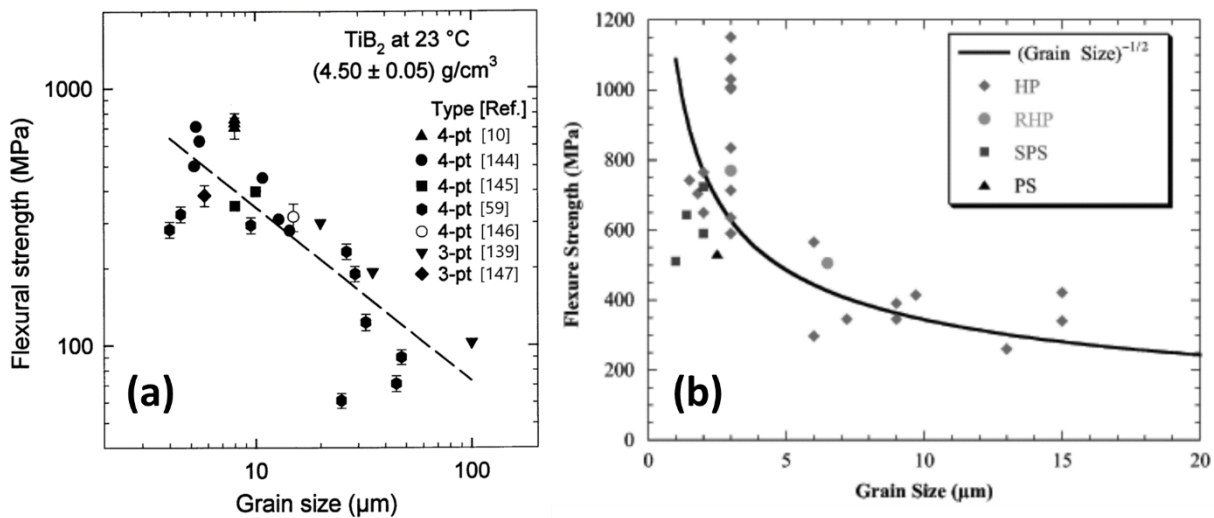 TiB2 at 23 °C
(4.50 ± 0.05) g/cm3
Type [Ref.]
4-pt [10]
4-pt [144]
4-pt [145]
4-pt [59]
4-pt [146]
3-pt [139]
3-pt [147]
1000
100
Flexural strength (MPa)
(a)
10
100
Grain size (μm)
1200
1000
800
600
400
200
0
Flexure Strength (MPa)
(Grain Size)−1/2
HP
RHP
SPS
PS
(b)
0
5
10
15
20
Grain Size (μm)